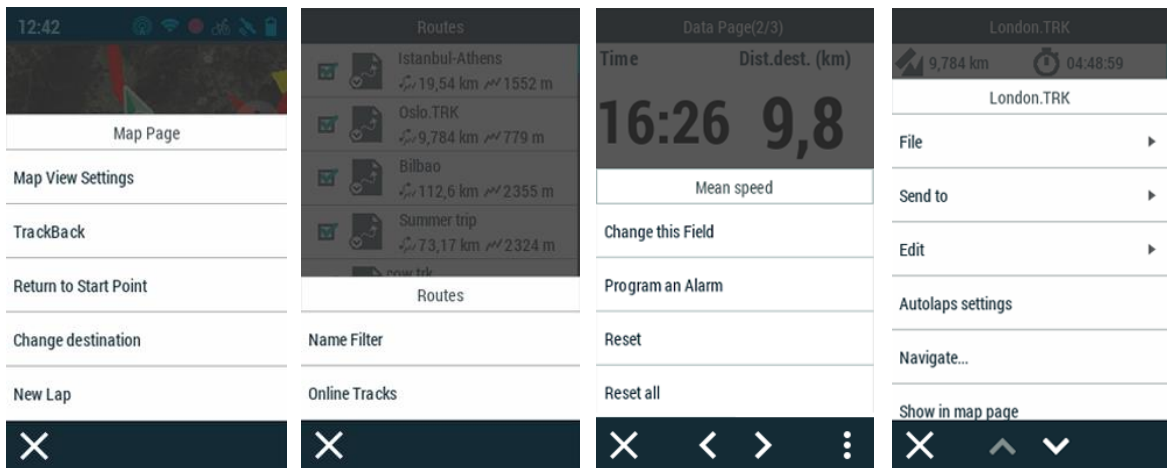 12:42
Map Page
Map View Settings
TrackBack
Return to Start Point
Change destination
New Lap
Routes
Istanbul-Athens
19,54 km 1552 m
Oslo.TRK
9,784 km 779 m
Bilbao
112,6 km 2355 m
Summer trip
73,17 km 2324 m
cow.trk
Routes
Name Filter
Online Tracks
Data Page(2/3)
Time Dist.dest. (km)
16:26 9,8
Mean speed
Change this Field
Program an Alarm
Reset
Reset all
London.TRK
9,784 km 04:48:59
London.TRK
File
Send to
Edit
Autolaps settings
Navigate...
Show in map page